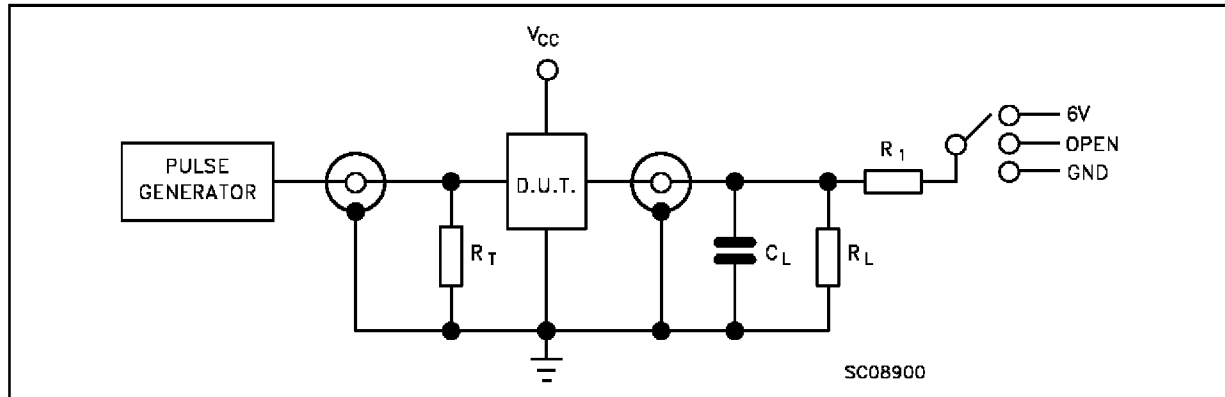 VCC
6V
OPEN
GND
R1
PULSE
GENERATOR
D.U.T.
RT
CL
RL
SC08900